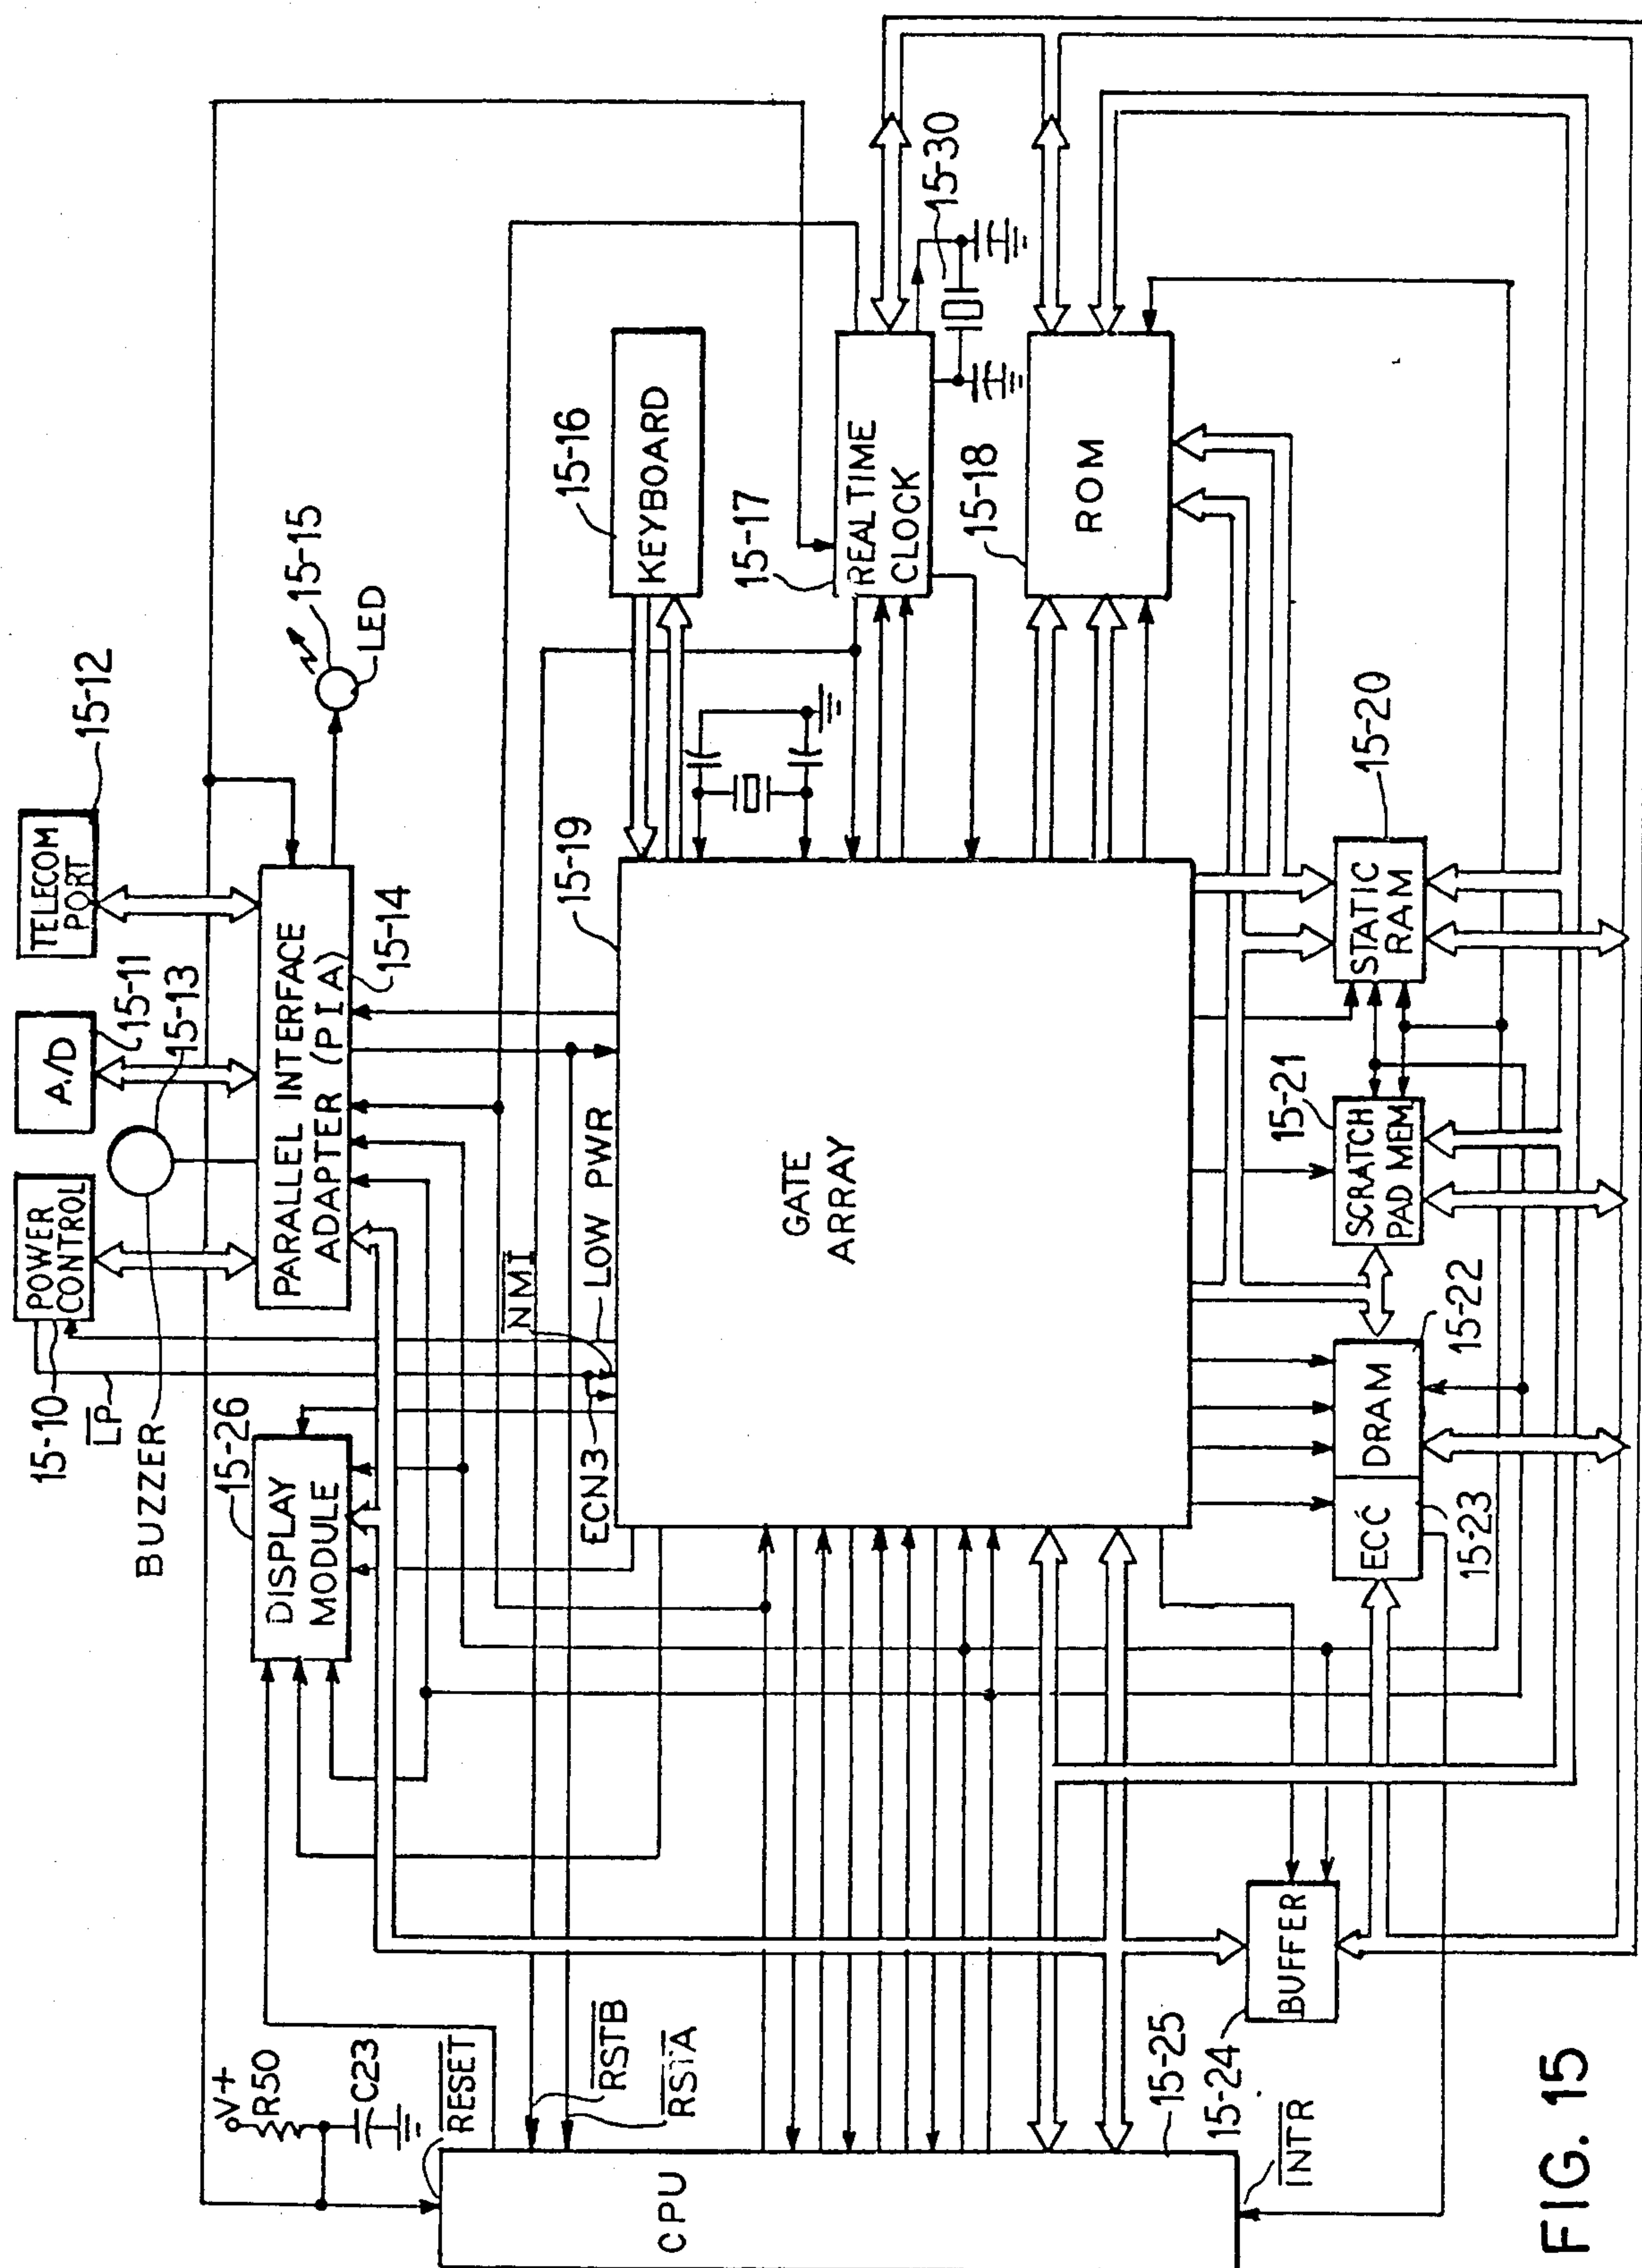 POWER
CONTROL
15-10
A/D
15-11
TELECOM
PORT
15-12
BUZZER
15-13
LP
DISPLAY
MODULE
15-26
PARALLEL INTERFACE
ADAPTER (PIA)
15-14
15-15
LED
V+
R50
C23
RESET
RSTB
RSTA
ECN3
NMI
LOW PWR
15-19
KEYBOARD
15-16
REALTIME
CLOCK
15-17
15-30
CPU
15-25
GATE
ARRAY
ROM
15-18
INTR
BUFFER
15-24
ECC
15-23
DRAM
15-22
SCRATCH
PAD MEM
15-21
STATIC
RAM
15-20
FIG. 15